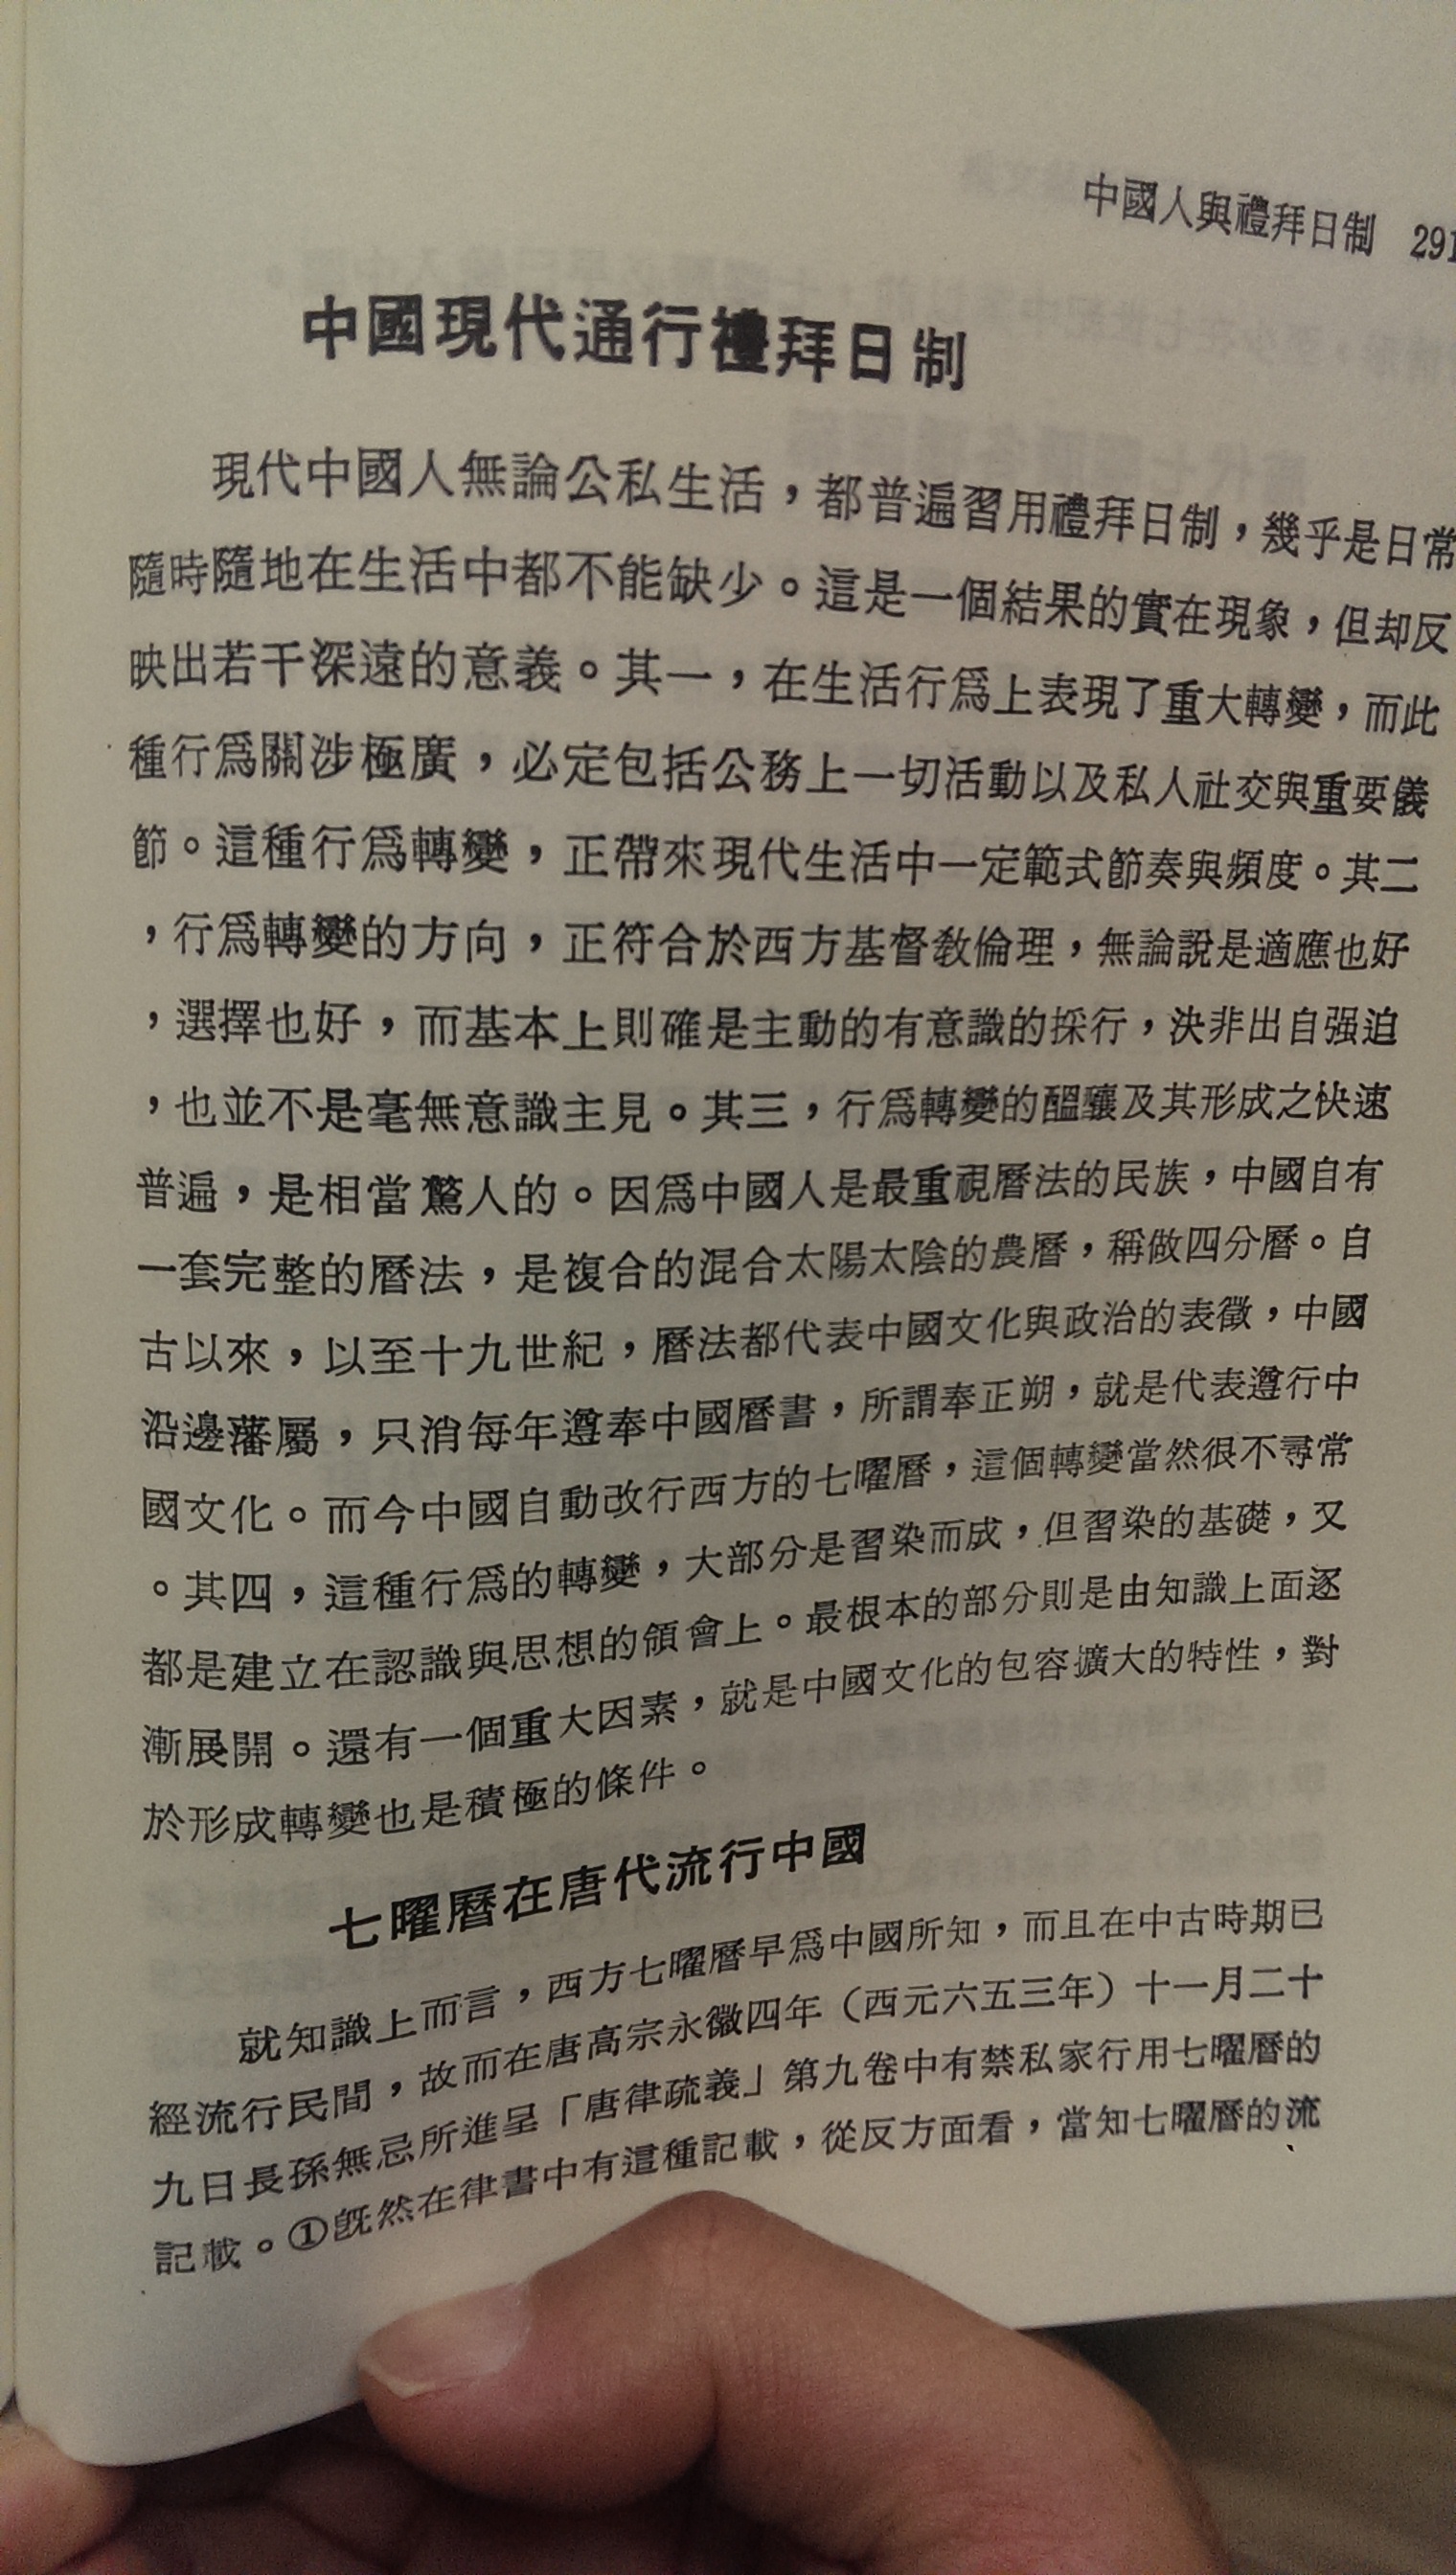 中國人與禮拜日制 291
中國現代通行禮拜日制
現代中國人無論公私生活，都普遍習用禮拜日制，幾乎是日常
隨時隨地在生活中都不能缺少。這是一個結果的實在現象，但却反
映出若干深遠的意義。其一，在生活行爲上表現了重大轉變，而此
種行爲關涉極廣，必定包括公務上一切活動以及私人社交與重要儀
節。這種行爲轉變，正帶來現代生活中一定範式節奏與頻度。其二
，行爲轉變的方向，正符合於西方基督敎倫理，無論說是適應也好
，選擇也好，而基本上則確是主動的有意識的採行，決非出自强迫
，也並不是毫無意識主見。其三，行爲轉變的醞釀及其形成之快速
普遍，是相當驚人的。因爲中國人是最重視曆法的民族，中國自有
一套完整的曆法，是複合的混合太陽太陰的農曆，稱做四分曆。自
古以來，以至十九世紀，曆法都代表中國文化與政治的表徵，中國
沿邊藩屬，只消每年遵奉中國曆書，所謂奉正朔，就是代表遵行中
國文化。而今中國自動改行西方的七曜曆，這個轉變當然很不尋常
。其四，這種行爲的轉變，大部分是習染而成，但習染的基礎，又
都是建立在認識與思想的領會上。最根本的部分則是由知識上面逐
漸展開。還有一個重大因素，就是中國文化的包容擴大的特性，對
於形成轉變也是積極的條件。
七曜曆在唐代流行中國
就知識上而言，西方七曜曆早爲中國所知，而且在中古時期已
經流行民間，故而在唐高宗永徽四年（西元六五三年）十一月二十
九日長孫無忌所進呈「唐律疏義」第九卷中有禁私家行用七曜曆的
記載。①旣然在律書中有這種記載，從反方面看，當知七曜曆的流